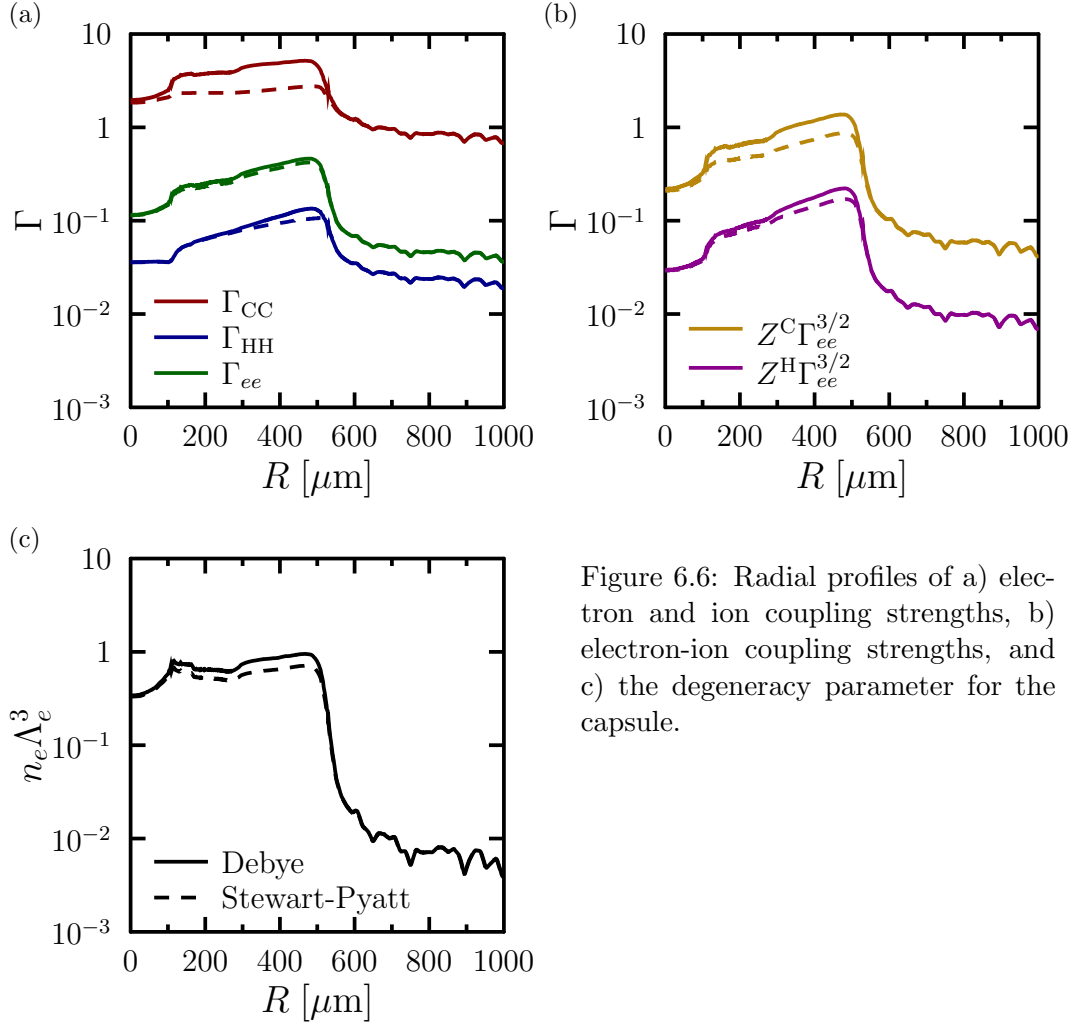 (a)
10
1
10⁻¹
10⁻²
10⁻³
Γ
Γ_CC
Γ_HH
Γ_ee
0 200 400 600 800 1000
R [μm]
(b)
10
1
10⁻¹
10⁻²
10⁻³
Γ
Z^C Γ_ee^3/2
Z^H Γ_ee^3/2
0 200 400 600 800 1000
R [μm]
(c)
10
1
10⁻¹
10⁻²
10⁻³
n_e Λ_e^3
Debye
Stewart-Pyatt
0 200 400 600 800 1000
R [μm]
Figure 6.6: Radial profiles of a) elec-
tron and ion coupling strengths, b)
electron-ion coupling strengths, and
c) the degeneracy parameter for the
capsule.